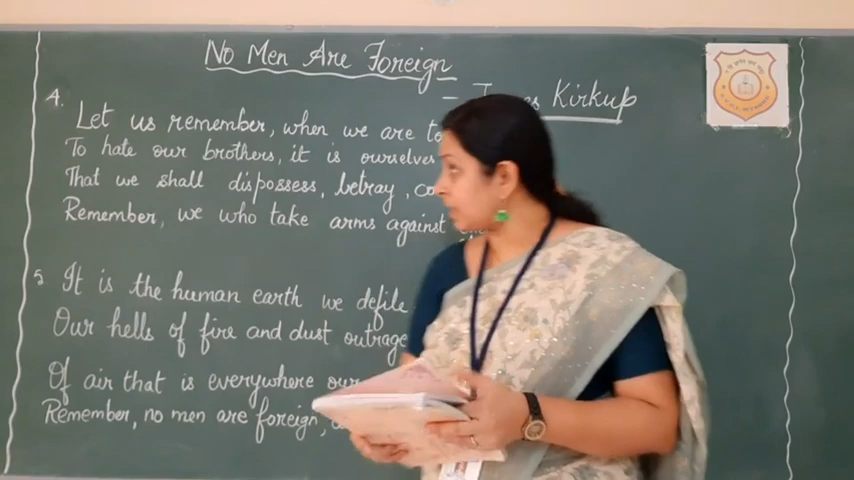 No Men Are Foreign
- Kirkup
4.
Let us remember, when we are
To hate our brothers, it is ourselves
That we shall dispossess, betray,
Remember, we who take arms against
5
It is the human earth we defile
Our hells of fire and dust outrage
Of air that is everywhere
Remember, no men are foreign,